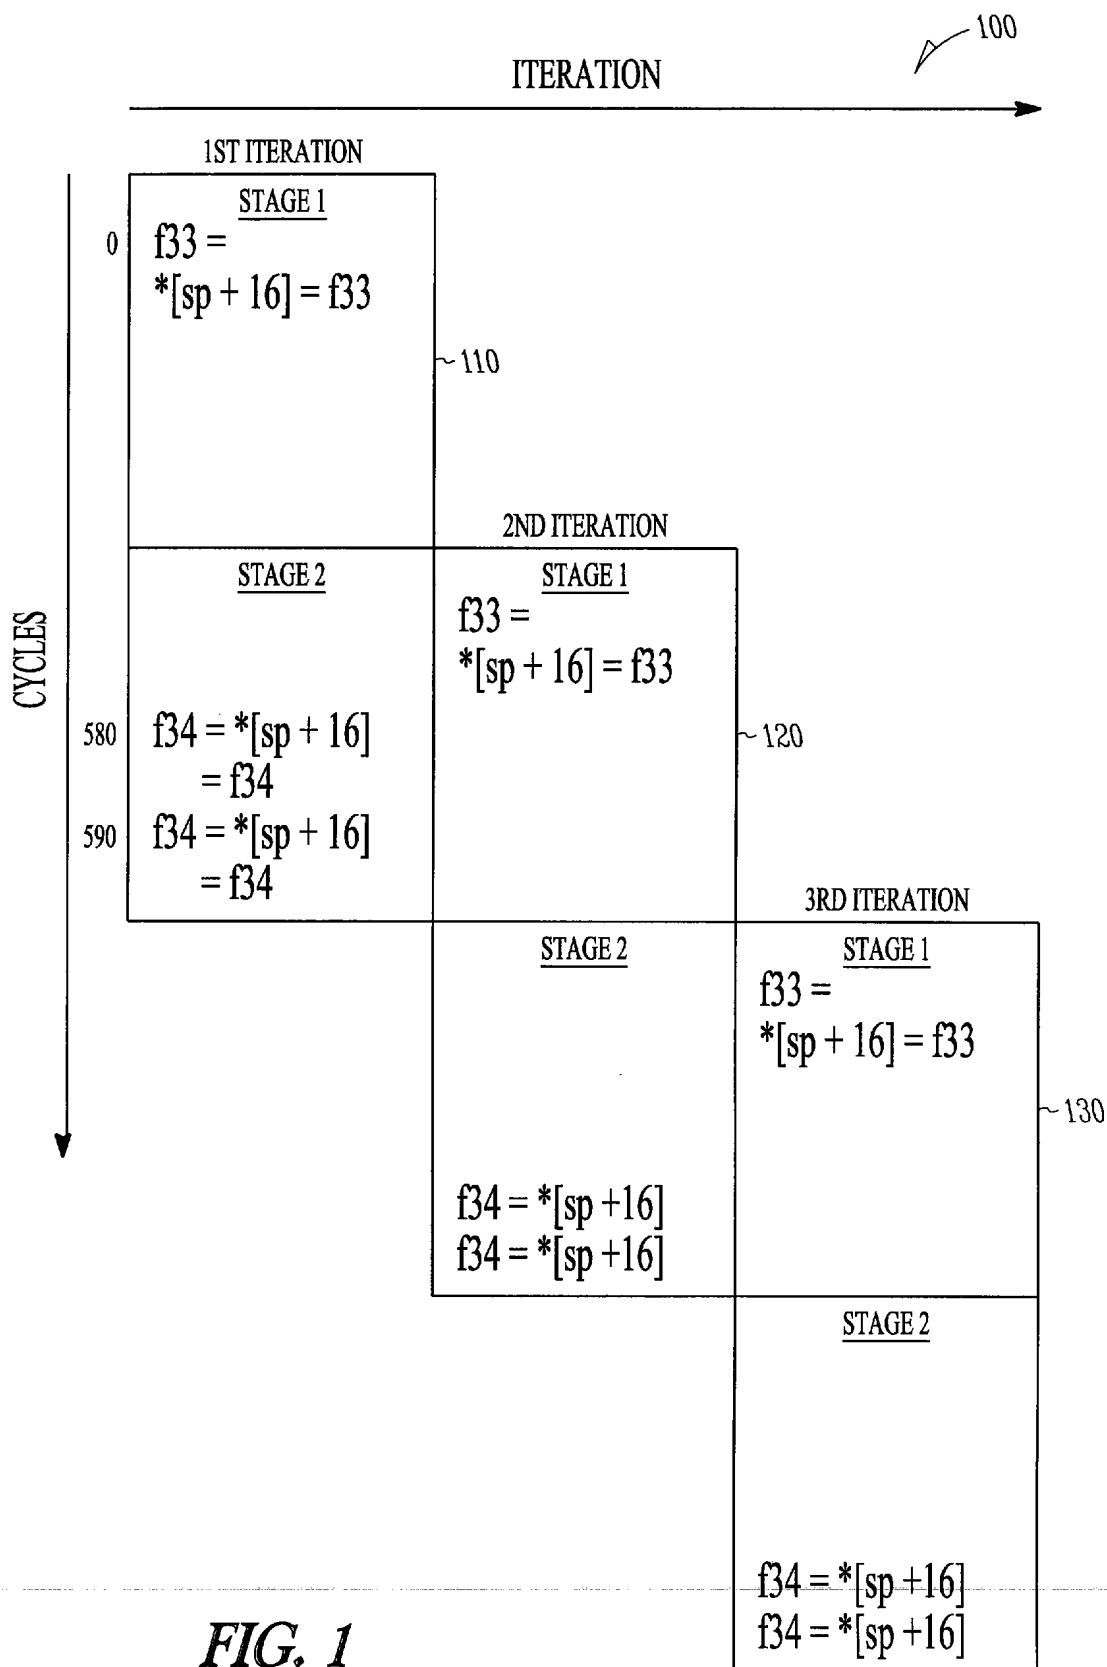 100
ITERATION
1ST ITERATION
STAGE 1
0
f33 =
*[sp + 16] = f33
110
2ND ITERATION
STAGE 2
STAGE 1
f33 =
*[sp + 16] = f33
CYCLES
580
f34 = *[sp + 16]
= f34
120
590
f34 = *[sp + 16]
= f34
3RD ITERATION
STAGE 2
STAGE 1
f33 =
*[sp + 16] = f33
130
f34 = *[sp +16]
f34 = *[sp +16]
STAGE 2
f34 = *[sp +16]
f34 = *[sp +16]
FIG. 1